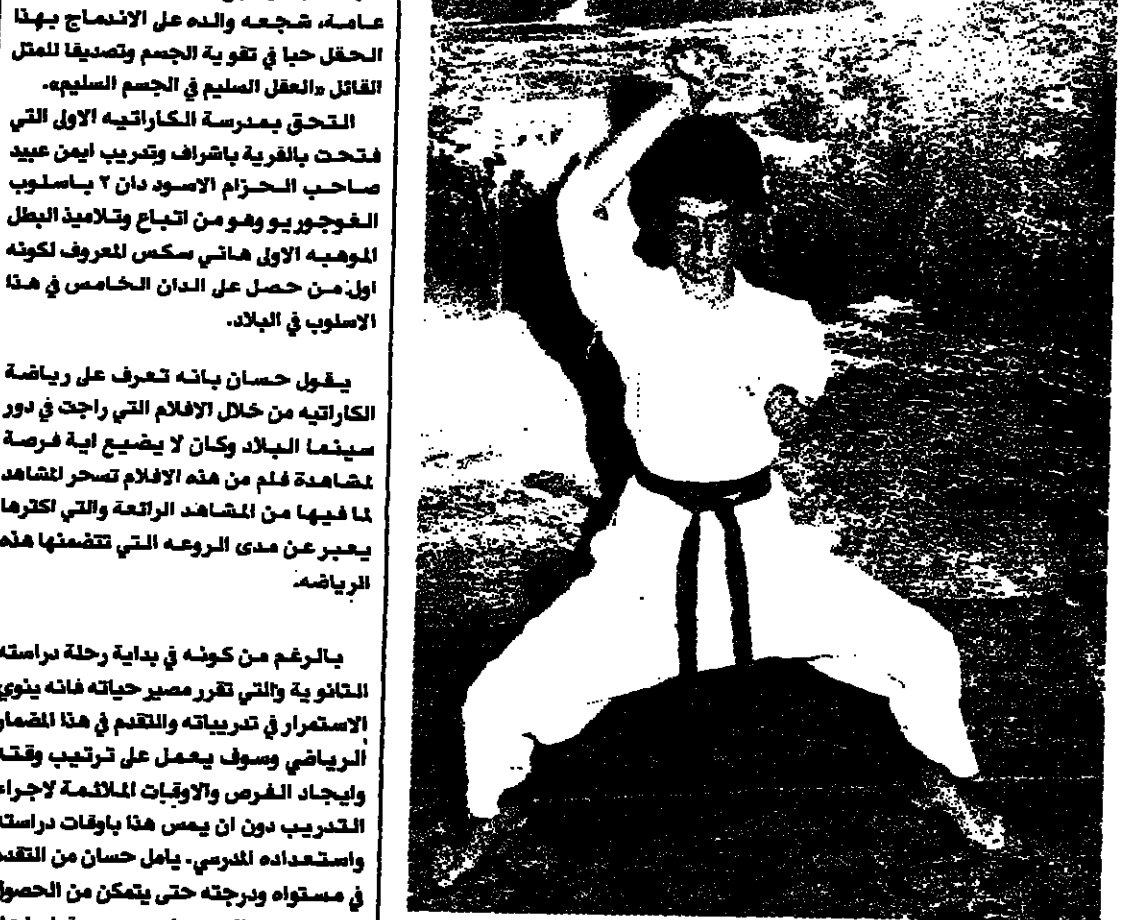 عامة، شجعه والده على الاندماج بهذا
الحقل حبا في تقوية الجسم وتصديقا للمثل
القائل «العقل السليم في الجسم السليم».
التحق بمدرسة الكاراتيه الاولى التي
فتحت بالقرية باشراف وتدريب ايمن عبيد
صاحب الحزام الاسود دان ٢ باسلوب
الغوجوريو وهو من اتباع وتلاميذ البطل
الموهبه الاولى هاني سكس المعروف لكونه
اول من حصل على الدان الخامس في هذا
الاسلوب في البلاد.
يقول حسان بانه تعرف على رياضة
الكاراتيه من خلال الافلام التي راجت في دور
سينما البلاد وكان لا يضيع اية فرصة
لمشاهدة فلم من هذه الافلام تسحر المشاهد
لما فيها من المشاهد الرائعة والتي اكثرها
يعبر عن مدى الروعه التي تتضمنها هذه
الرياضه.
بالرغم من كونه في بداية رحلة دراسته
الثانوية والتي تقرر مصير حياته فانه ينوي
الاستمرار في تدريباته والتقدم في هذا المضمار
الرياضي وسوف يعمل على ترتيب وقته
وايجاد الفرص والاوقات الملائمة لاجراء
التدريب دون ان يمس هذا باوقات دراسته
واستعداده المدرسي. يامل حسان من التقدم
في مستواه ودرجته حتى يتمكن من الحصول